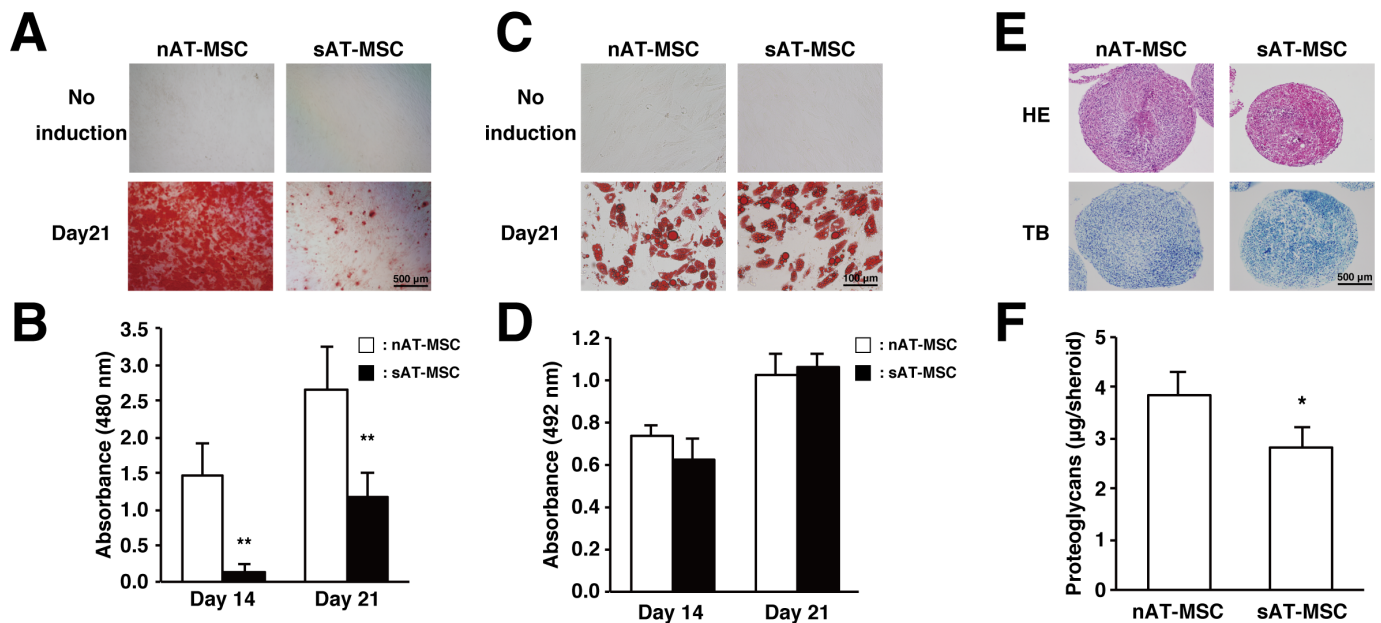 A
nAT-MSC sAT-MSC
No
induction
Day21
500 µm
B
Absorbance (480 nm)
3.5
3.0
2.5
2.0
1.5
1.0
0.5
0.0
: nAT-MSC
: sAT-MSC
**
**
Day 14 Day 21
C
nAT-MSC sAT-MSC
No
induction
Day21
100 µm
D
Absorbance (492 nm)
1.2
1.0
0.8
0.6
0.4
0.2
0.0
: nAT-MSC
: sAT-MSC
Day 14 Day 21
E
nAT-MSC sAT-MSC
HE
TB
500 µm
F
Proteoglycans (µg/sheroid)
5
4
3
2
1
0
*
nAT-MSC sAT-MSC